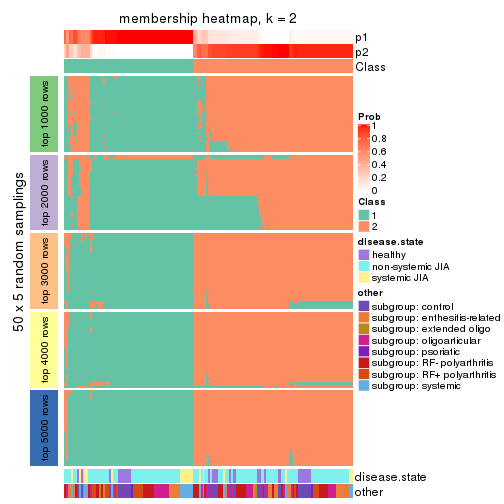 membership heatmap, k = 2
p1
p2
Class
50 x 5 random samplings
top 1000 rows
top 2000 rows
top 3000 rows
top 4000 rows
top 5000 rows
Prob
1
0.8
0.6
0.4
0.2
0
Class
1
2
disease.state
healthy
non-systemic JIA
systemic JIA
other
subgroup: control
subgroup: enthesitis-related
subgroup: extended oligo
subgroup: oligoarticular
subgroup: psoriatic
subgroup: RF- polyarthritis
subgroup: RF+ polyarthritis
subgroup: systemic
disease.state
other